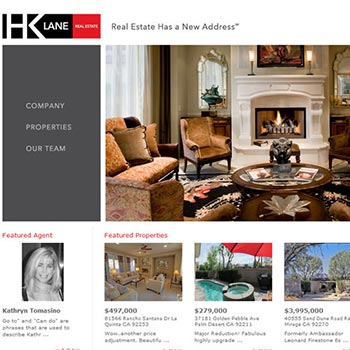 HK LANE REAL ESTATE
Real Estate Has a New Address℠
COMPANY
PROPERTIES
OUR TEAM
Featured Agent
Kathryn Tomasino
Go to" and "Can do" are
phrases that are used to
describe Kathr ...
Featured Properties
$497,000
81566 Rancho Santana Dr La
Quinta CA 92253
Wow..another price
adjustment. Beautifu ...
$279,000
37181 Golden Pebble Ave
Palm Desert CA 92211
Major Reduction! Fabulous
highly upgrade ...
$3,995,000
40555 Sand Dune Road Ra
Mirage CA 92270
Formerly Ambassador
Leonard Firestone Es ...